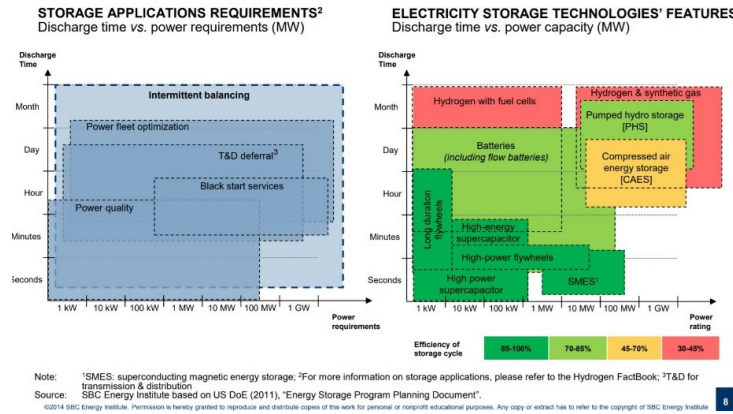 STORAGE APPLICATIONS REQUIREMENTS²
Discharge time vs. power requirements (MW)
Discharge
Time
Month
Day
Hour
Minutes
Seconds
Intermittent balancing
Power fleet optimization
T&D deferral³
Black start services
Power quality
1 kW
10 kW
100 kW
1 MW
10 MW
100 MW
1 GW
Power
requirements
ELECTRICITY STORAGE TECHNOLOGIES' FEATURES
Discharge time vs. power capacity (MW)
Discharge
Time
Month
Day
Hour
Minutes
Seconds
Hydrogen with fuel cells
Hydrogen & synthetic gas
Pumped hydro storage
[PHS]
Batteries
(including flow batteries)
Compressed air
energy storage
[CAES]
Long duration
flywheels
High-energy
supercapacitor
High-power flywheels
High power
supercapacitor
SMES¹
1 kW
10 kW
100 kW
1 MW
10 MW
100 MW
1 GW
Power
rating
Efficiency of
storage cycle
85-100%
70-85%
45-70%
30-45%
Note: ¹SMES: superconducting magnetic energy storage; ²For more information on storage applications, please refer to the Hydrogen FactBook; ³T&D for
transmission & distribution
Source: SBC Energy Institute based on US DoE (2011), "Energy Storage Program Planning Document".
©2014 SBC Energy Institute. Permission is hereby granted to reproduce and distribute copies of this work for personal or nonprofit educational purposes. Any copy or extract has to refer to the copyright of SBC Energy Institute
8